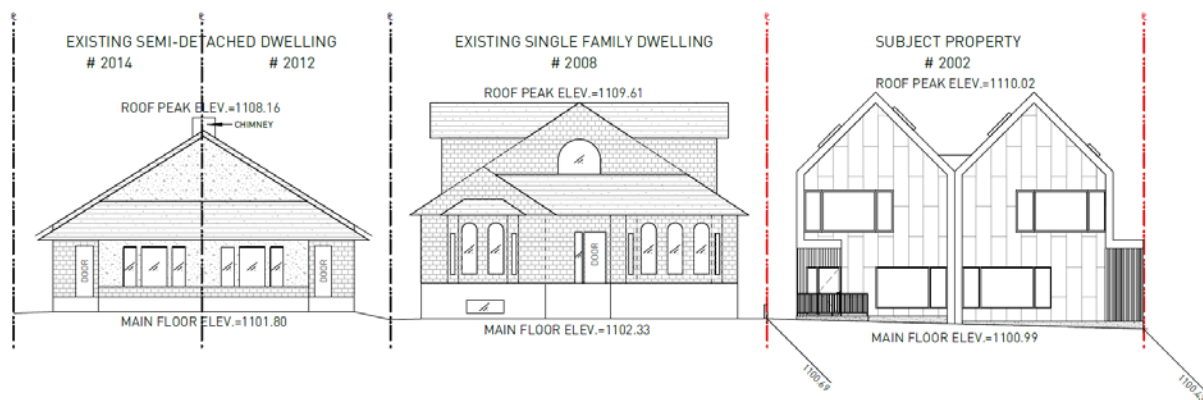 EXISTING SEMI-DETACHED DWELLING
# 2014 # 2012
ROOF PEAK ELEV.=1108.16
CHIMNEY
DOOR
DOOR
MAIN FLOOR ELEV.=1101.80
EXISTING SINGLE FAMILY DWELLING
# 2008
ROOF PEAK ELEV.=1109.61
DOOR
MAIN FLOOR ELEV.=1102.33
1100.69
SUBJECT PROPERTY
# 2002
ROOF PEAK ELEV.=1110.02
MAIN FLOOR ELEV.=1100.99